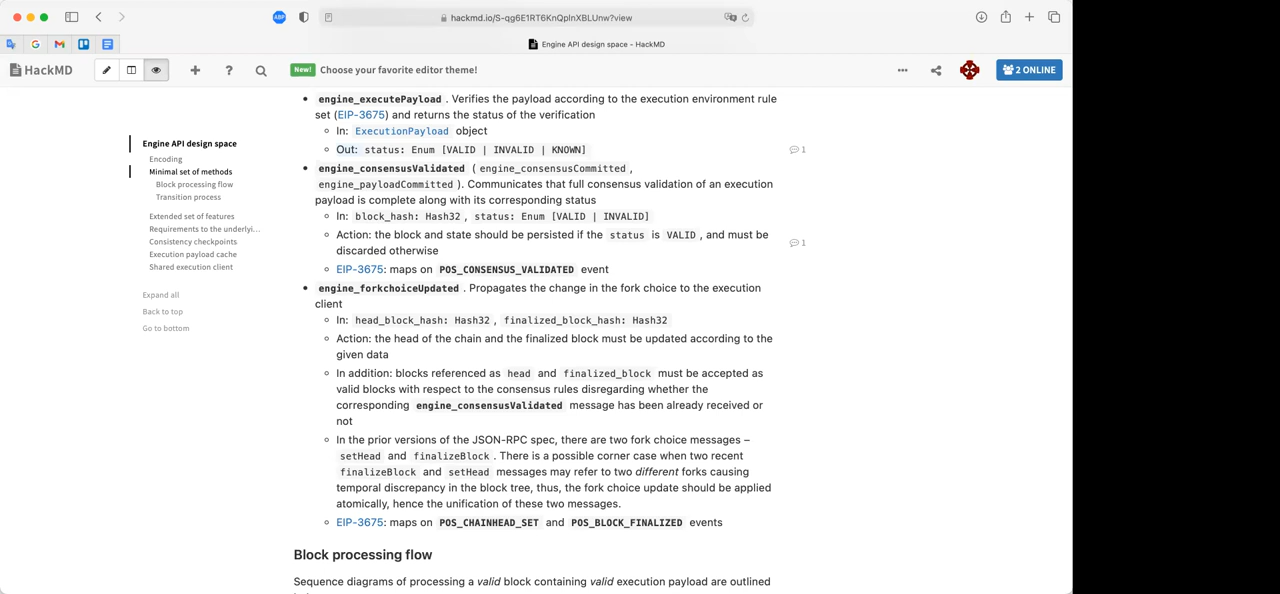 ABP
hackmd.io/S-qg6E1RT6KnQplnXBLUnw?view
Engine API design space - HackMD
HackMD
New! Choose your favorite editor theme!
2 ONLINE
Engine API design space
Encoding
Minimal set of methods
Block processing flow
Transition process
Extended set of features
Requirements to the underlyi...
Consistency checkpoints
Execution payload cache
Shared execution client
Expand all
Back to top
Go to bottom
• engine_executePayload . Verifies the payload according to the execution environment rule
set (EIP-3675) and returns the status of the verification
◦ In: ExecutionPayload object
◦ Out: status: Enum [VALID | INVALID | KNOWN]
1
• engine_consensusValidated ( engine_consensusCommitted ,
engine_payloadCommitted ). Communicates that full consensus validation of an execution
payload is complete along with its corresponding status
◦ In: block_hash: Hash32 , status: Enum [VALID | INVALID]
◦ Action: the block and state should be persisted if the status is VALID , and must be
discarded otherwise
1
◦ EIP-3675: maps on POS_CONSENSUS_VALIDATED event
• engine_forkchoiceUpdated . Propagates the change in the fork choice to the execution
client
◦ In: head_block_hash: Hash32 , finalized_block_hash: Hash32
◦ Action: the head of the chain and the finalized block must be updated according to the
given data
◦ In addition: blocks referenced as head and finalized_block must be accepted as
valid blocks with respect to the consensus rules disregarding whether the
corresponding engine_consensusValidated message has been already received or
not
◦ In the prior versions of the JSON-RPC spec, there are two fork choice messages –
setHead and finalizeBlock . There is a possible corner case when two recent
finalizeBlock and setHead messages may refer to two different forks causing
temporal discrepancy in the block tree, thus, the fork choice update should be applied
atomically, hence the unification of these two messages.
◦ EIP-3675: maps on POS_CHAINHEAD_SET and POS_BLOCK_FINALIZED events
Block processing flow
Sequence diagrams of processing a valid block containing valid execution payload are outlined